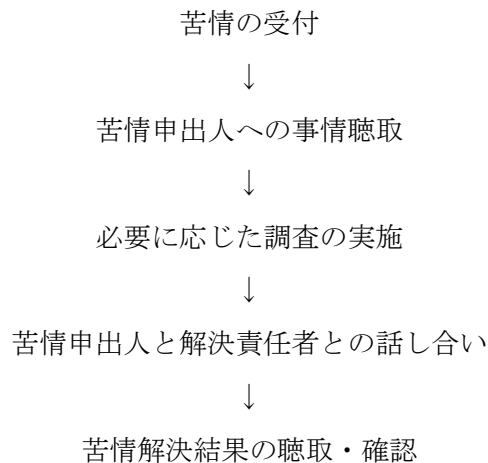 苦情の受付
↓
苦情申出人への事情聴取
↓
必要に応じた調査の実施
↓
苦情申出人と解決責任者との話し合い
↓
苦情解決結果の聴取・確認